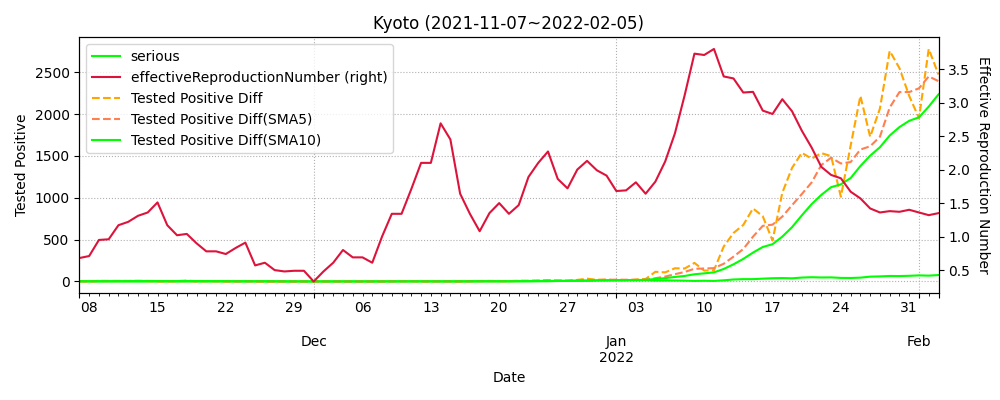 Kyoto (2021-11-07~2022-02-05)
serious
effectiveReproductionNumber (right)
Tested Positive Diff
Tested Positive Diff(SMA5)
Tested Positive Diff(SMA10)
Tested Positive
2500
2000
1500
1000
500
0
Effective Reproduction Number
3.5
3.0
2.5
2.0
1.5
1.0
0.5
08 15 22 29 06 13 20 27 03 10 17 24 31
Dec Jan Feb
2022
Date